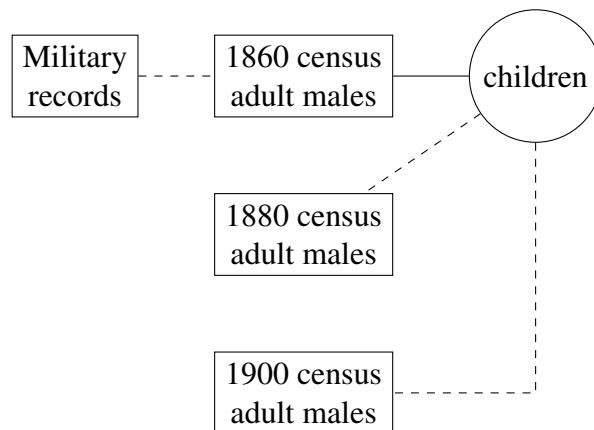 Military
records
1860 census
adult males
children
1880 census
adult males
1900 census
adult males